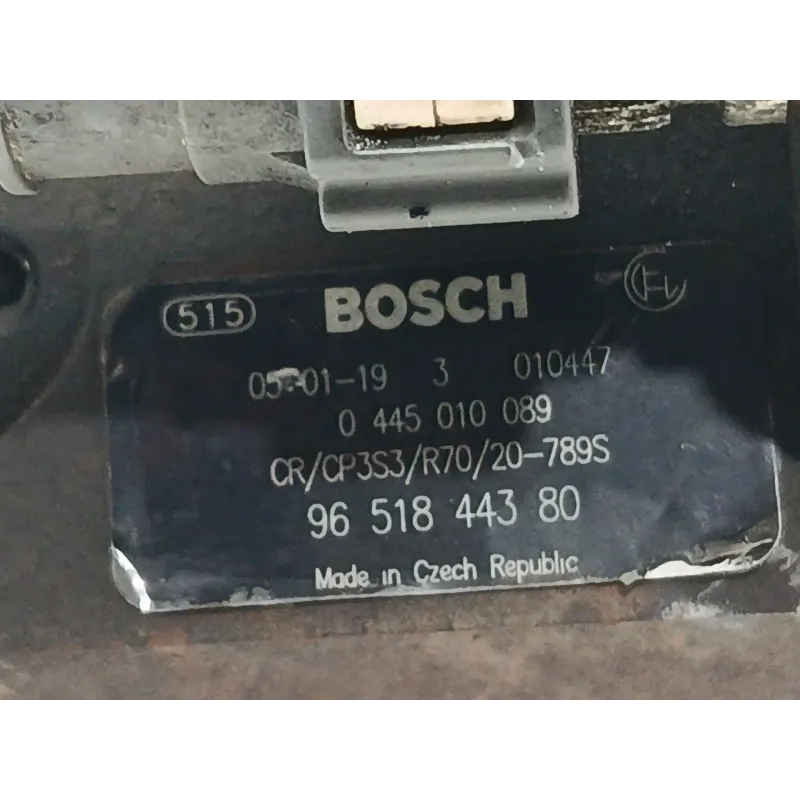 515 BOSCH
05-01-19 3 010447
0 445 010 089
CR/CP3S3/R70/20-789S
96 518 443 80
Made in Czech Republic